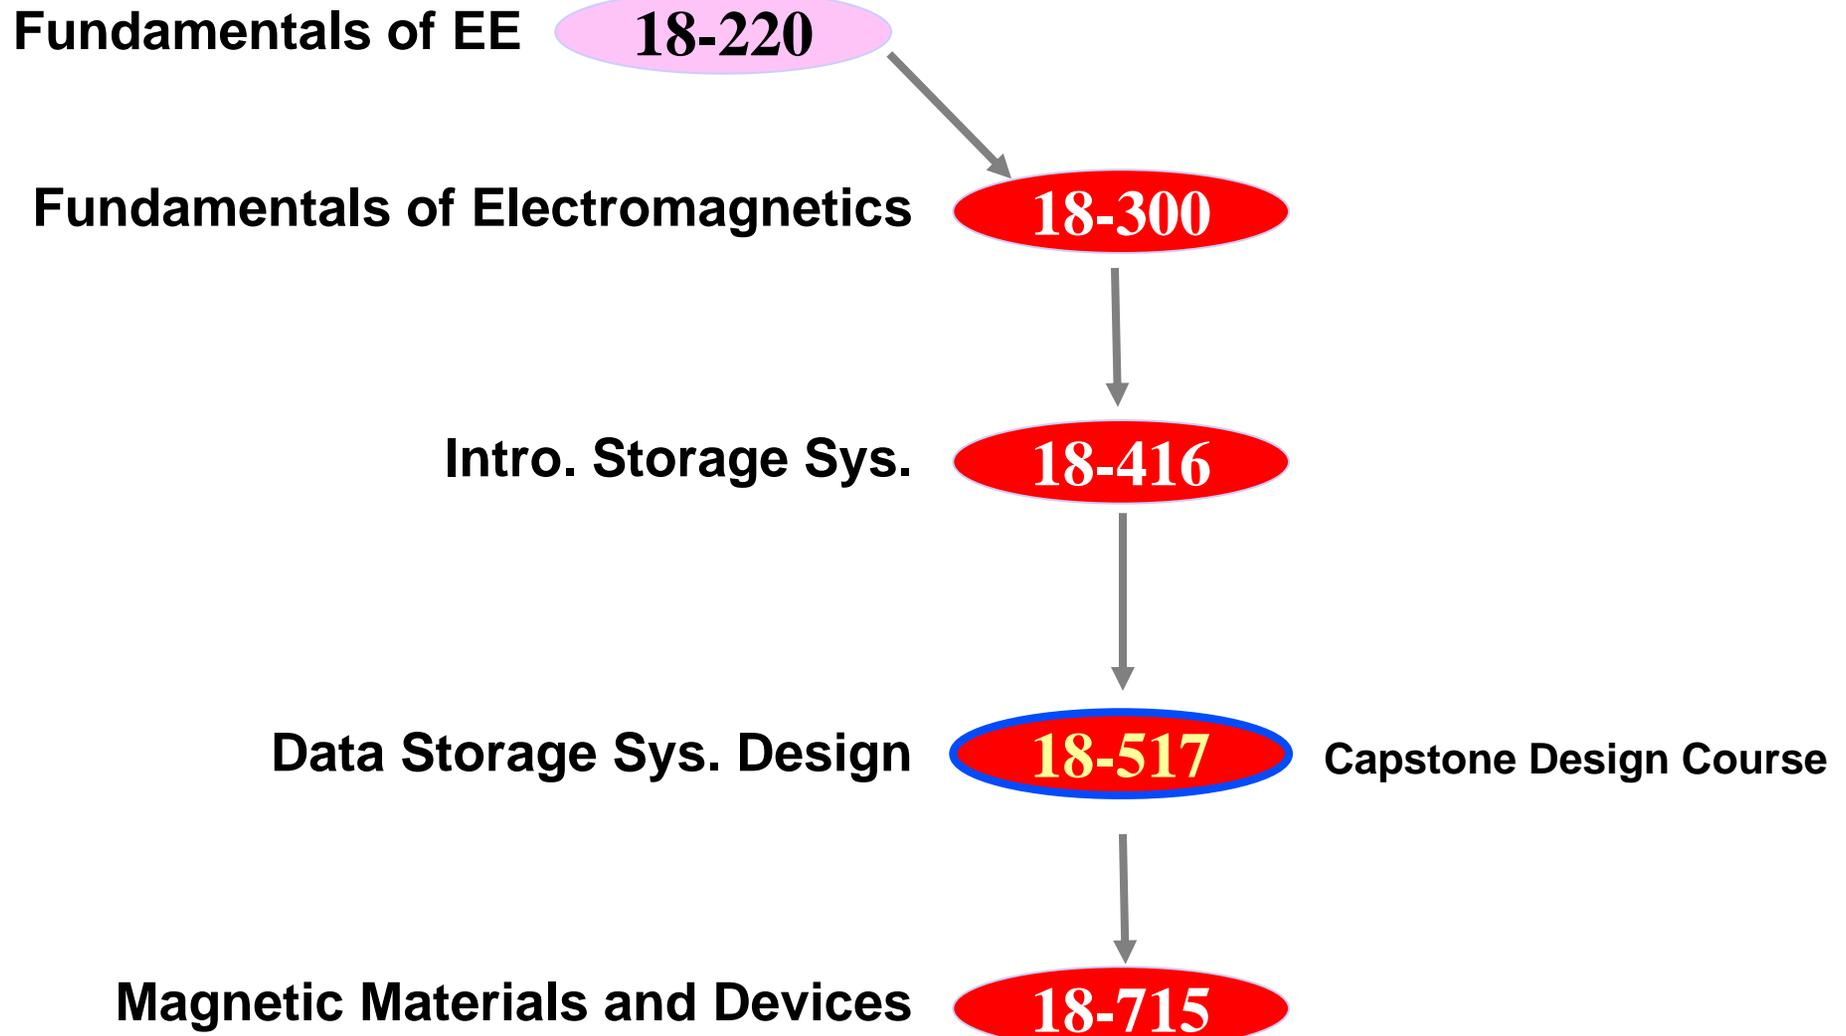 Fundamentals of EE 18-220
Fundamentals of Electromagnetics 18-300
Intro. Storage Sys. 18-416
Data Storage Sys. Design 18-517 Capstone Design Course
Magnetic Materials and Devices 18-715